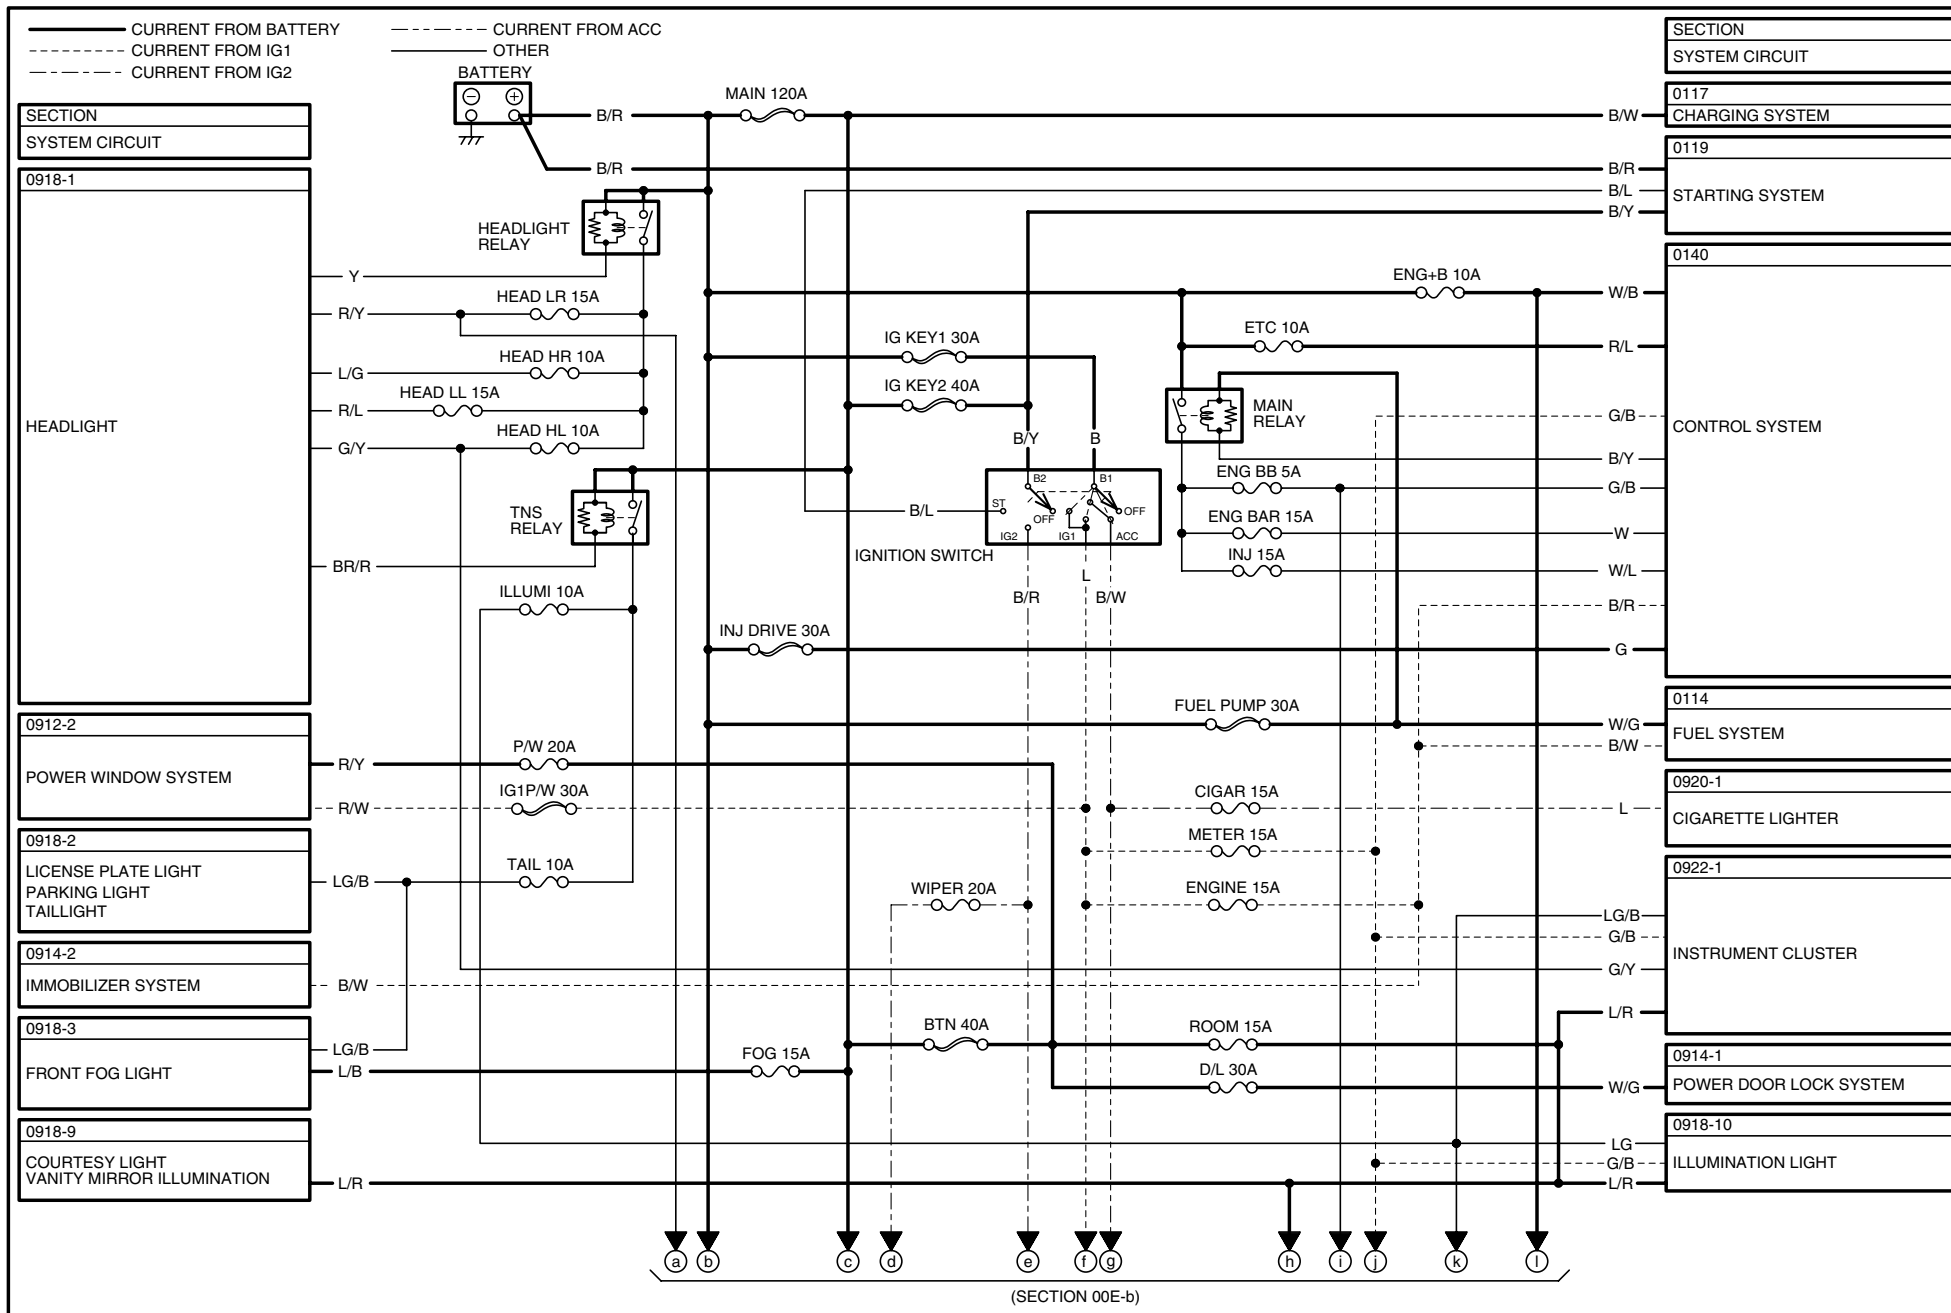 CURRENT FROM BATTERY
CURRENT FROM IG1
CURRENT FROM IG2
CURRENT FROM ACC
OTHER
BATTERY
SECTION
SYSTEM CIRCUIT
SECTION
SYSTEM CIRCUIT
0918-1
HEADLIGHT
0912-2
POWER WINDOW SYSTEM
0918-2
LICENSE PLATE LIGHT
PARKING LIGHT
TAILLIGHT
0914-2
IMMOBILIZER SYSTEM
0918-3
FRONT FOG LIGHT
0918-9
COURTESY LIGHT
VANITY MIRROR ILLUMINATION
Y
R/Y
L/G
R/L
G/Y
BR/R
R/Y
R/W
LG/B
B/W
LG/B
L/B
L/R
B/R
B/R
MAIN 120A
HEADLIGHT
RELAY
HEAD LR 15A
HEAD HR 10A
HEAD LL 15A
HEAD HL 10A
TNS
RELAY
ILLUMI 10A
INJ DRIVE 30A
P/W 20A
IG1P/W 30A
TAIL 10A
FOG 15A
IG KEY1 30A
IG KEY2 40A
B/Y
B
B/L
B2
B1
ST
OFF
OFF
IG2
IG1
ACC
IGNITION SWITCH
L
B/R
B/W
WIPER 20A
BTN 40A
ENG+B 10A
ETC 10A
MAIN
RELAY
ENG BB 5A
ENG BAR 15A
INJ 15A
FUEL PUMP 30A
CIGAR 15A
METER 15A
ENGINE 15A
ROOM 15A
D/L 30A
B/W
B/R
B/L
B/Y
W/B
R/L
G/B
B/Y
G/B
W
W/L
B/R
G
W/G
B/W
L
LG/B
G/B
G/Y
L/R
W/G
LG
G/B
L/R
0117
CHARGING SYSTEM
0119
STARTING SYSTEM
0140
CONTROL SYSTEM
0114
FUEL SYSTEM
0920-1
CIGARETTE LIGHTER
0922-1
INSTRUMENT CLUSTER
0914-1
POWER DOOR LOCK SYSTEM
0918-10
ILLUMINATION LIGHT
a b c d e f g h i j k l
(SECTION 00E-b)